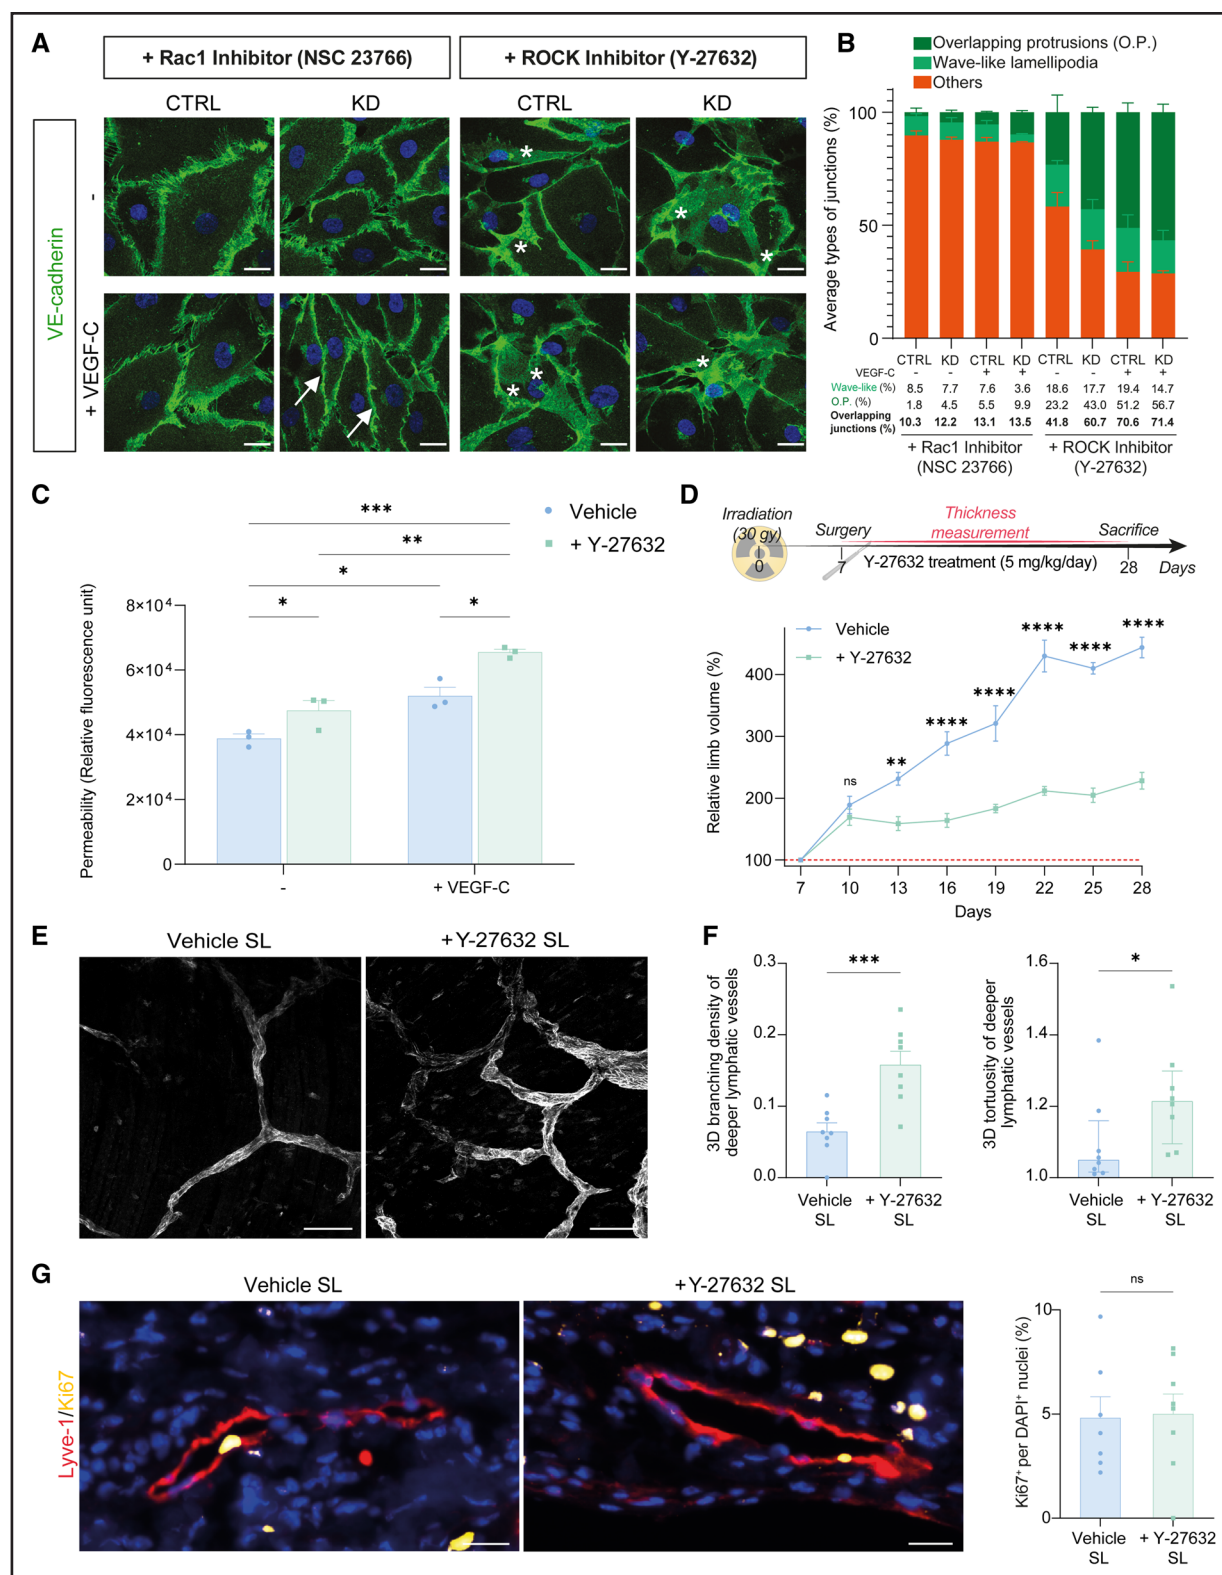 A
+ Rac1 Inhibitor (NSC 23766)
+ ROCK Inhibitor (Y-27632)
CTRL
KD
CTRL
KD
VE-cadherin
-
+ VEGF-C
*
*
*
*
*
*
*
B
Overlapping protrusions (O.P.)
Wave-like lamellipodia
Others
Average types of junctions (%)
100
50
0
CTRL KD CTRL KD CTRL KD CTRL KD
VEGF-C - - + + - - + +
Wave-like (%) 8.5 7.7 7.6 3.6 18.6 17.7 19.4 14.7
O.P. (%) 1.8 4.5 5.5 9.9 23.2 43.0 51.2 56.7
Overlapping
junctions (%) 10.3 12.2 13.1 13.5 41.8 60.7 70.6 71.4
+ Rac1 Inhibitor
(NSC 23766)
+ ROCK Inhibitor
(Y-27632)
C
Vehicle
+ Y-27632
***
**
*
*
*
Permeability (Relative fluorescence unit)
8×10⁴
6×10⁴
4×10⁴
2×10⁴
0
-
+ VEGF-C
D
Irradiation
(30 gy)
0
Surgery
7
Thickness
measurement
Y-27632 treatment (5 mg/kg/day)
Sacrifice
28
Days
Vehicle
+ Y-27632
Relative limb volume (%)
400
300
200
100
ns
**
****
****
****
****
****
7 10 13 16 19 22 25 28
Days
E
Vehicle SL
+Y-27632 SL
F
3D branching density of
deeper lymphatic vessels
0.3
0.2
0.1
0.0
***
Vehicle
SL
+ Y-27632
SL
3D tortuosity of deeper
lymphatic vessels
1.6
1.4
1.2
1.0
*
Vehicle
SL
+ Y-27632
SL
G
Vehicle SL
+Y-27632 SL
Lyve-1/Ki67
Ki67⁺ per DAPI⁺ nuclei (%)
10
5
0
ns
Vehicle
SL
+ Y-27632
SL